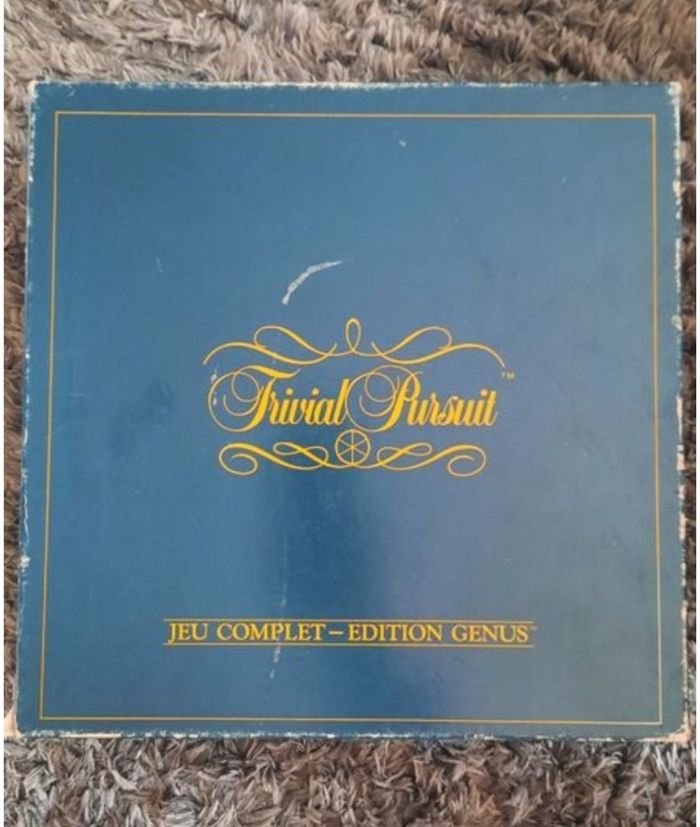 Trivial Pursuit™
JEU COMPLET – EDITION GENUS™